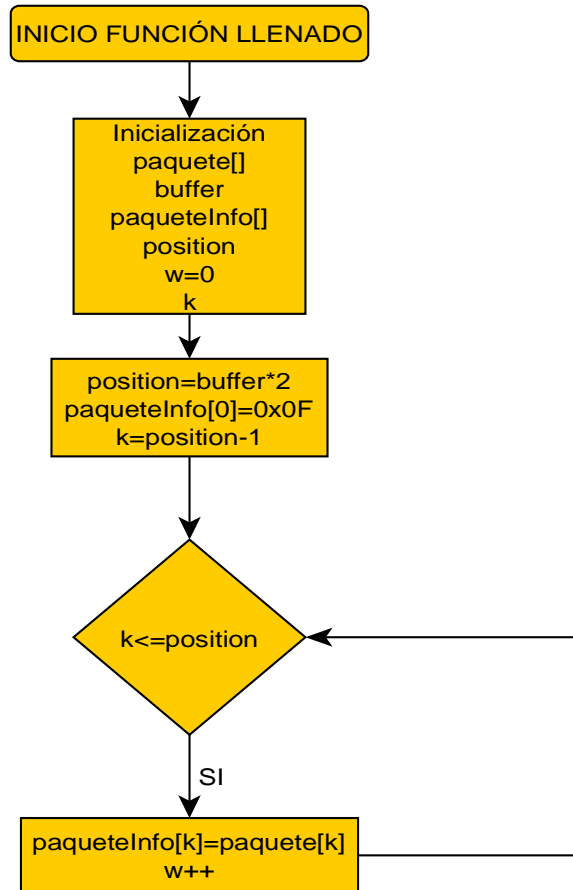 INICIO FUNCIÓN LLENADO
Inicialización
paquete[]
buffer
paqueteInfo[]
position
w=0
k
position=buffer*2
paqueteInfo[0]=0x0F
k=position-1
k<=position
SI
paqueteInfo[k]=paquete[k]
w++